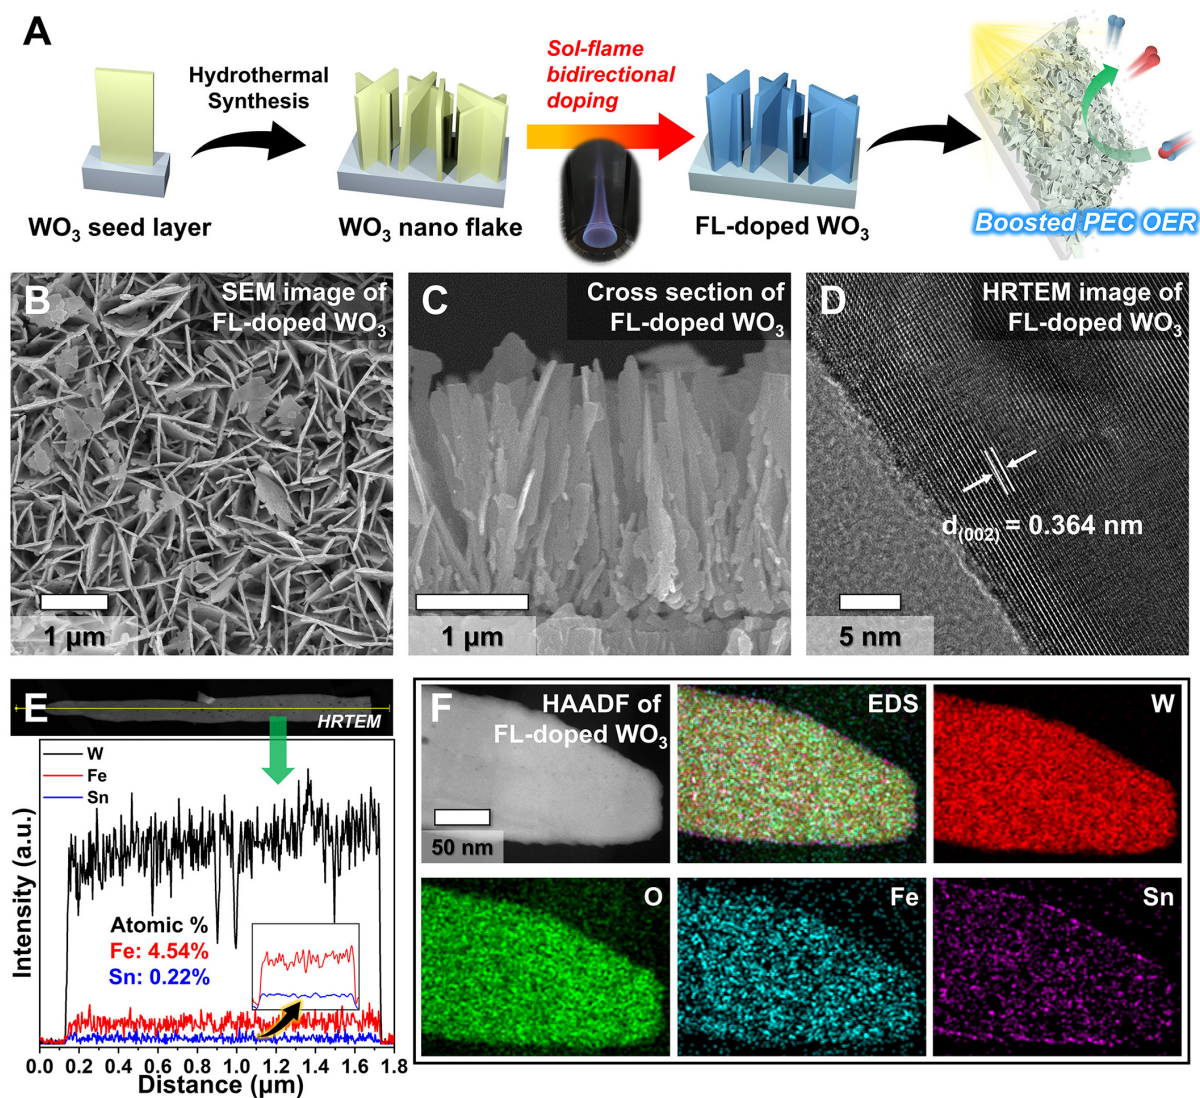 A
Hydrothermal
Synthesis
Sol-flame
bidirectional
doping
WO₃ seed layer
WO₃ nano flake
FL-doped WO₃
Boosted PEC OER
B
SEM image of
FL-doped WO₃
1 μm
C
Cross section of
FL-doped WO₃
1 μm
D
HRTEM image of
FL-doped WO₃
d₍₀₀₂₎ = 0.364 nm
5 nm
E
HRTEM
W
Fe
Sn
Intensity (a.u.)
Atomic %
Fe: 4.54%
Sn: 0.22%
0.0 0.2 0.4 0.6 0.8 1.0 1.2 1.4 1.6 1.8
Distance (μm)
F
HAADF of
FL-doped WO₃
50 nm
EDS
W
O
Fe
Sn